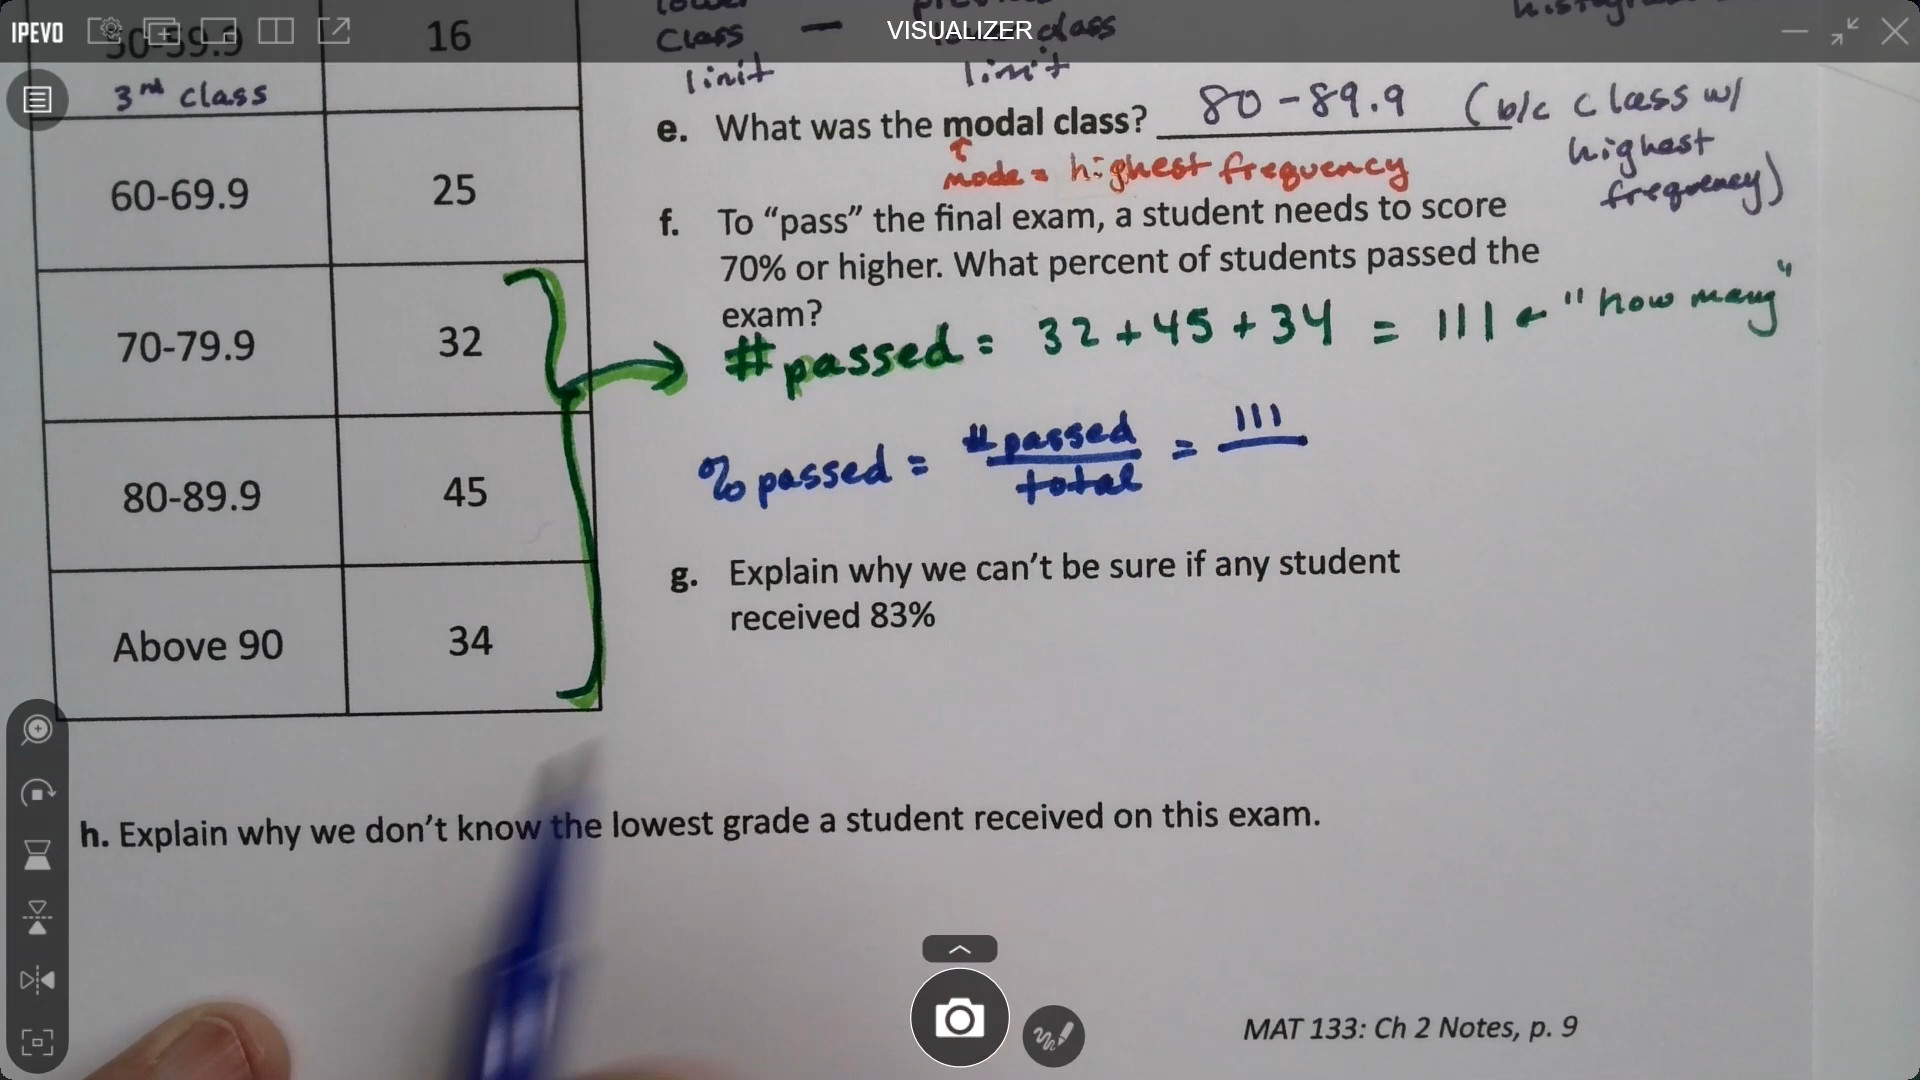 IPEVO
VISUALIZER
50-59.9 16
3rd class
class — class
limit limit
e. What was the modal class? 80-89.9 (b/c class w/
highest
frequency)
↑
mode = highest frequency
f. To “pass” the final exam, a student needs to score
70% or higher. What percent of students passed the
exam?
#passed = 32+45+34 = 111 ← "how many"
%passed = #passed/total = 111
g. Explain why we can’t be sure if any student
received 83%
60-69.9 25
70-79.9 32
80-89.9 45
Above 90 34
h. Explain why we don’t know the lowest grade a student received on this exam.
MAT 133: Ch 2 Notes, p. 9